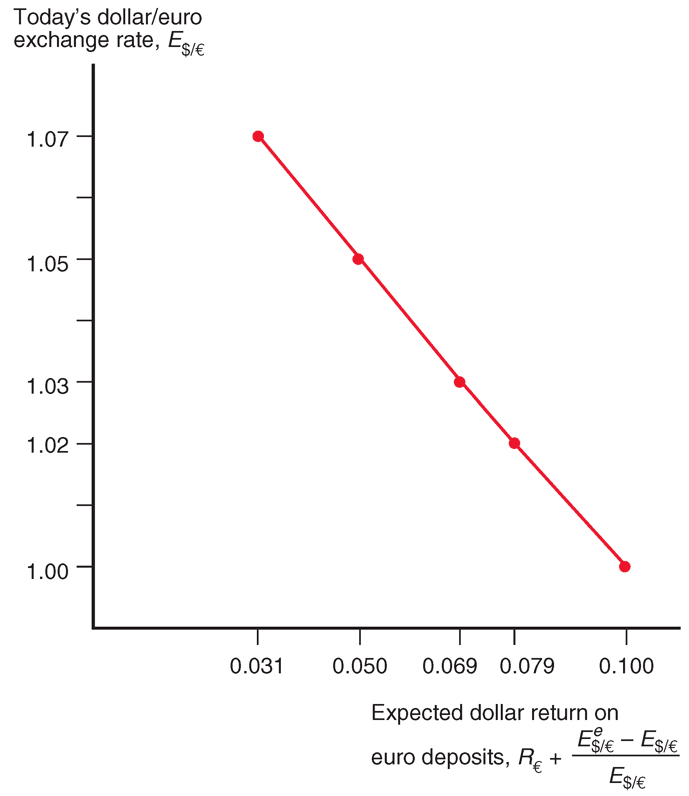 Today’s dollar/euro
exchange rate, E$/€
1.07
1.05
1.03
1.02
1.00
0.031 0.050 0.069 0.079 0.100
Expected dollar return on
euro deposits, R€ + (E^e$/€ – E$/€) / E$/€